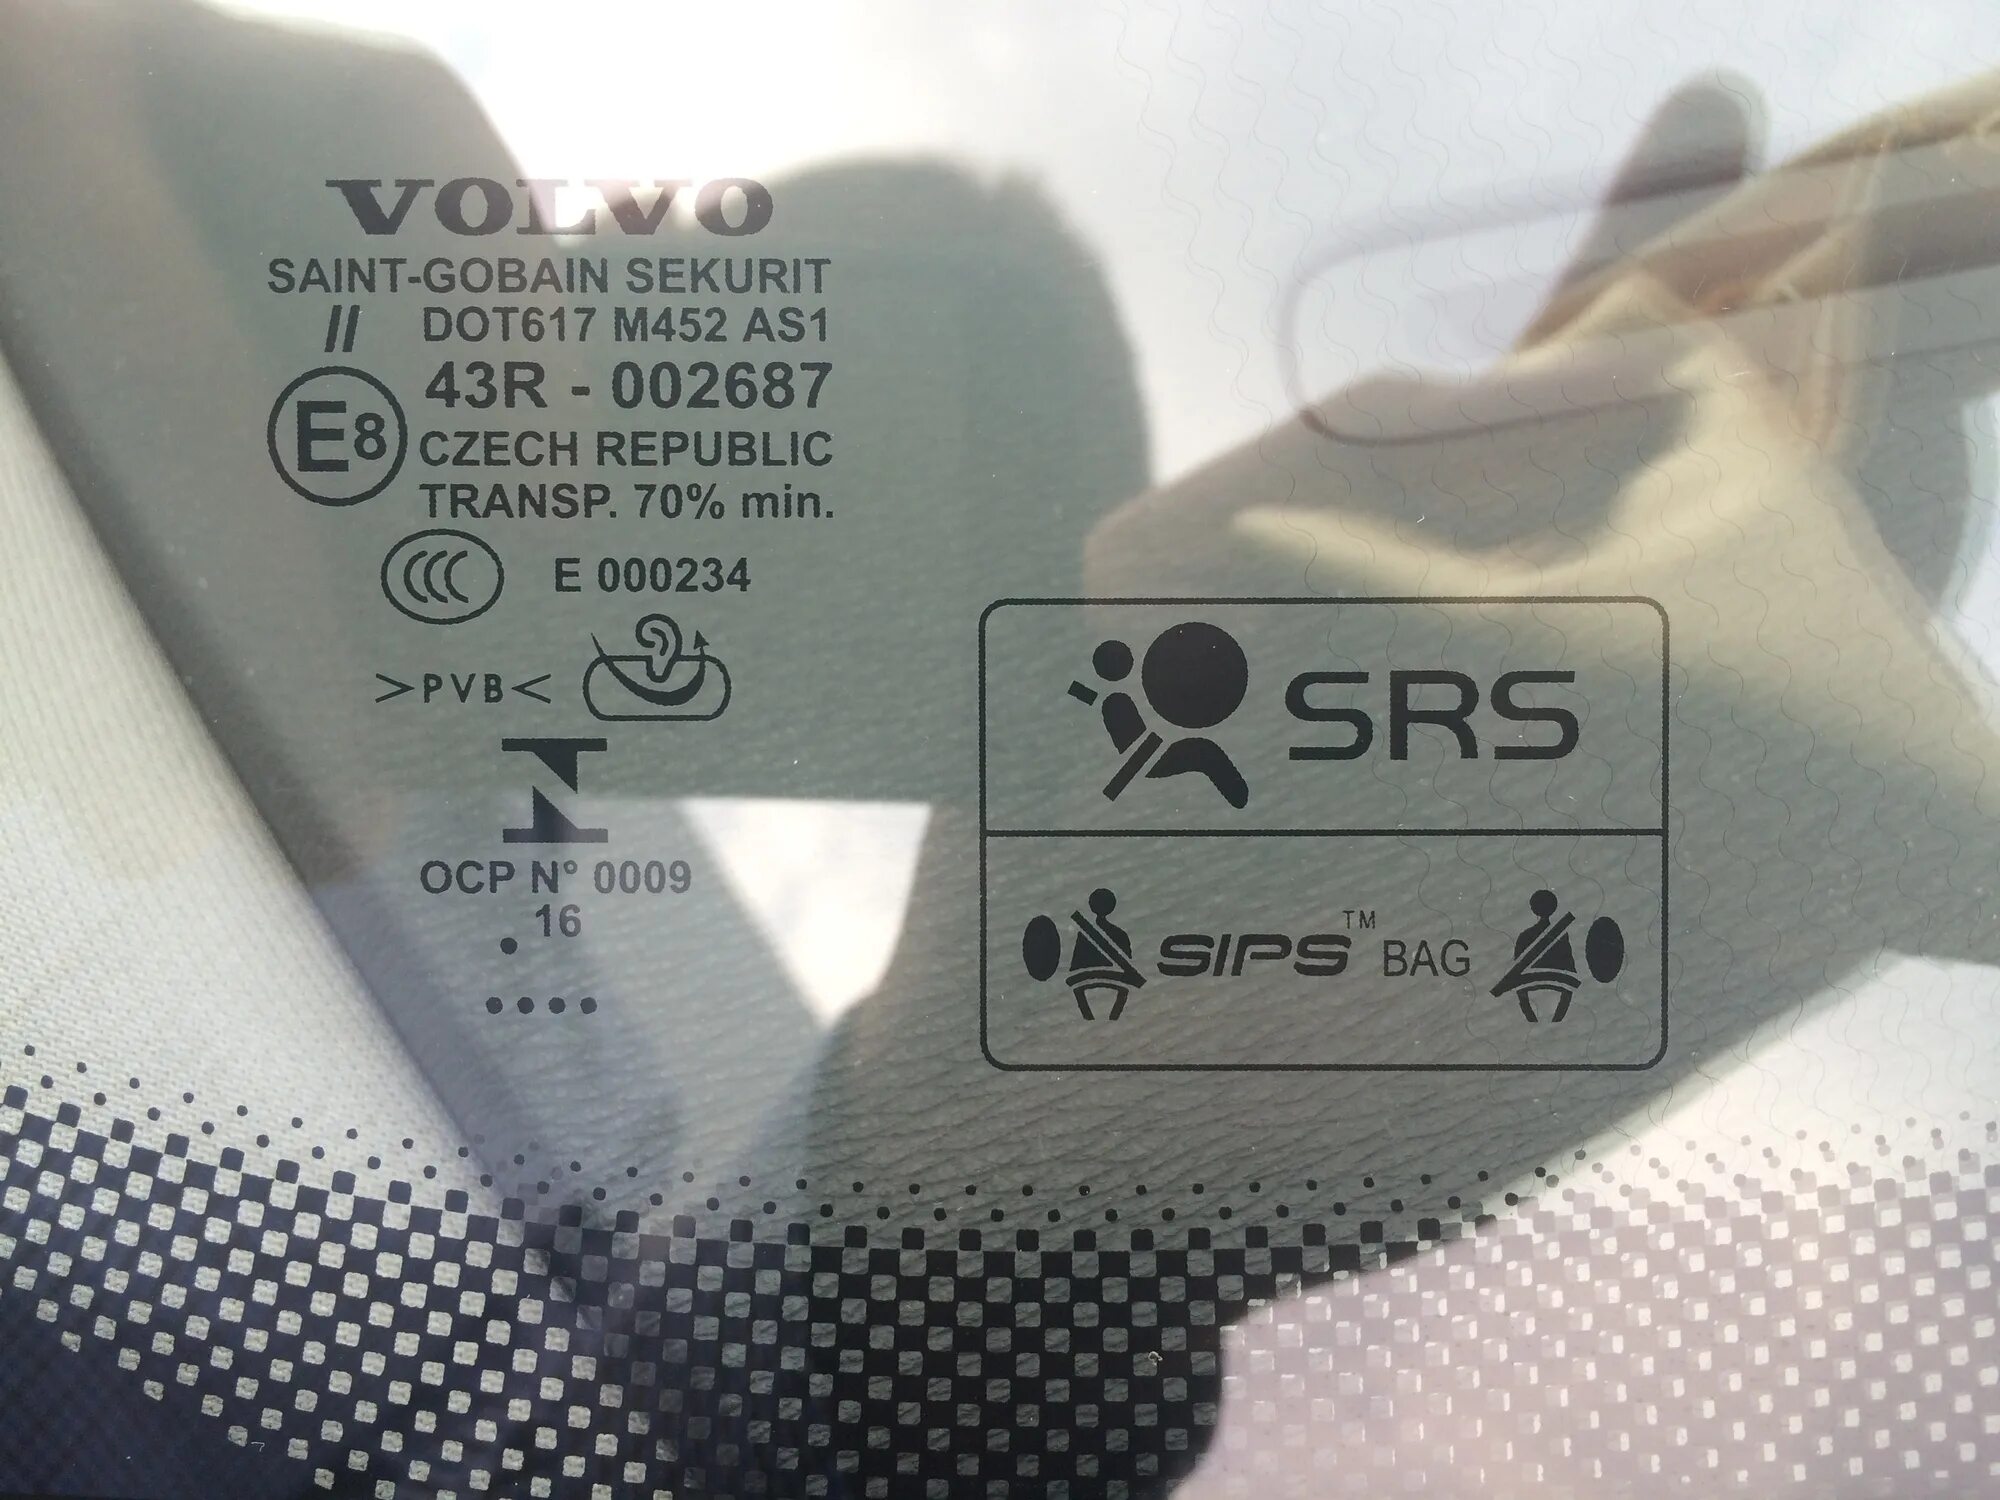 VOLVO
SAINT-GOBAIN SEKURIT
// DOT617 M452 AS1
43R - 002687
E8 CZECH REPUBLIC
TRANSP. 70% min.
CCC E 000234
>PVB<
OCP N° 0009
16
SRS
SIPS™ BAG